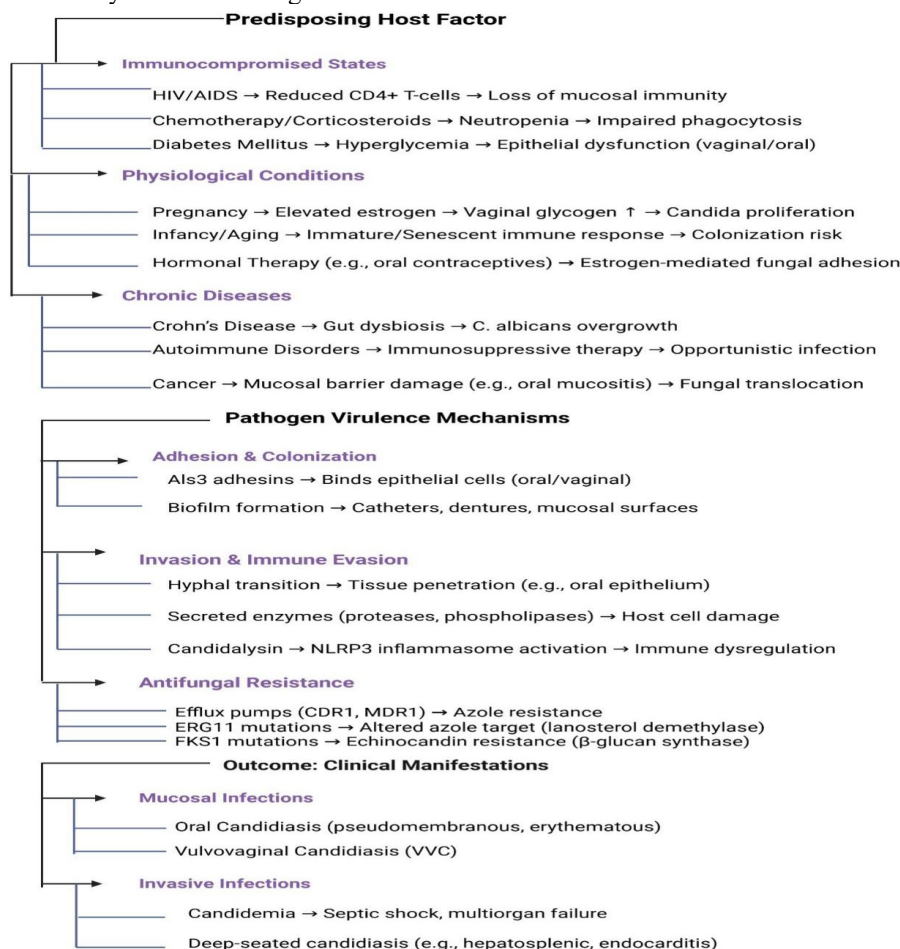 Predisposing Host Factor
Immunocompromised States
HIV/AIDS → Reduced CD4+ T-cells → Loss of mucosal immunity
Chemotherapy/Corticosteroids → Neutropenia → Impaired phagocytosis
Diabetes Mellitus → Hyperglycemia → Epithelial dysfunction (vaginal/oral)
Physiological Conditions
Pregnancy → Elevated estrogen → Vaginal glycogen ↑ → Candida proliferation
Infancy/Aging → Immature/Senescent immune response → Colonization risk
Hormonal Therapy (e.g., oral contraceptives) → Estrogen-mediated fungal adhesion
Chronic Diseases
Crohn's Disease → Gut dysbiosis → C. albicans overgrowth
Autoimmune Disorders → Immunosuppressive therapy → Opportunistic infection
Cancer → Mucosal barrier damage (e.g., oral mucositis) → Fungal translocation
Pathogen Virulence Mechanisms
Adhesion & Colonization
Als3 adhesins → Binds epithelial cells (oral/vaginal)
Biofilm formation → Catheters, dentures, mucosal surfaces
Invasion & Immune Evasion
Hyphal transition → Tissue penetration (e.g., oral epithelium)
Secreted enzymes (proteases, phospholipases) → Host cell damage
Candidalysin → NLRP3 inflammasome activation → Immune dysregulation
Antifungal Resistance
Efflux pumps (CDR1, MDR1) → Azole resistance
ERG11 mutations → Altered azole target (lanosterol demethylase)
FKS1 mutations → Echinocandin resistance (β-glucan synthase)
Outcome: Clinical Manifestations
Mucosal Infections
Oral Candidiasis (pseudomembranous, erythematous)
Vulvovaginal Candidiasis (VVC)
Invasive Infections
Candidemia → Septic shock, multiorgan failure
Deep-seated candidiasis (e.g., hepatosplenic, endocarditis)